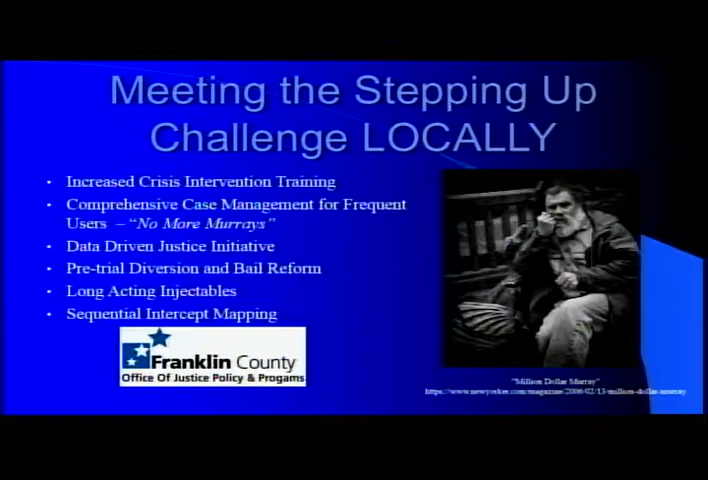 Meeting the Stepping Up
Challenge LOCALLY
• Increased Crisis Intervention Training
• Comprehensive Case Management for Frequent
Users – “No More Murrays”
• Data Driven Justice Initiative
• Pre-trial Diversion and Bail Reform
• Long Acting Injectables
• Sequential Intercept Mapping
Franklin County
Office Of Justice Policy & Progams
“Million Dollar Murray”
https://www.newyorker.com/magazine/2006/02/13/million-dollar-murray